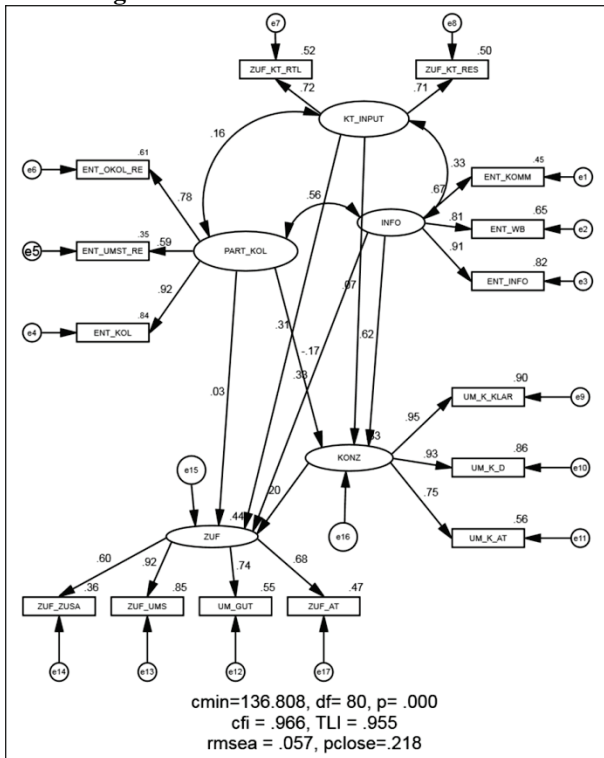 e7
e8
.52
.50
ZUF_KT_RTL
ZUF_KT_RES
.72
.71
KT_INPUT
.16
.33
.61
.45
e6
ENT_OKOL_RE
ENT_KOMM
e1
.67
.78
.56
INFO
.81
.65
.35
ENT_WB
e2
e5
ENT_UMST_RE
.59
PART_KOL
.91
.82
.92
ENT_INFO
e3
.84
.07
e4
ENT_KOL
.31
-.17
.62
.33
.90
UM_K_KLAR
e9
.03
.95
.86
.93
KONZ
UM_K_D
e10
e15
.75
.56
.20
e16
UM_K_AT
e11
.44
ZUF
.60
.92
.74
.68
.36
.85
.55
.47
ZUF_ZUSA
ZUF_UMS
UM_GUT
ZUF_AT
e14
e13
e12
e17
cmin=136.808, df= 80, p= .000
cfi = .966, TLI = .955
rmsea = .057, pclose=.218